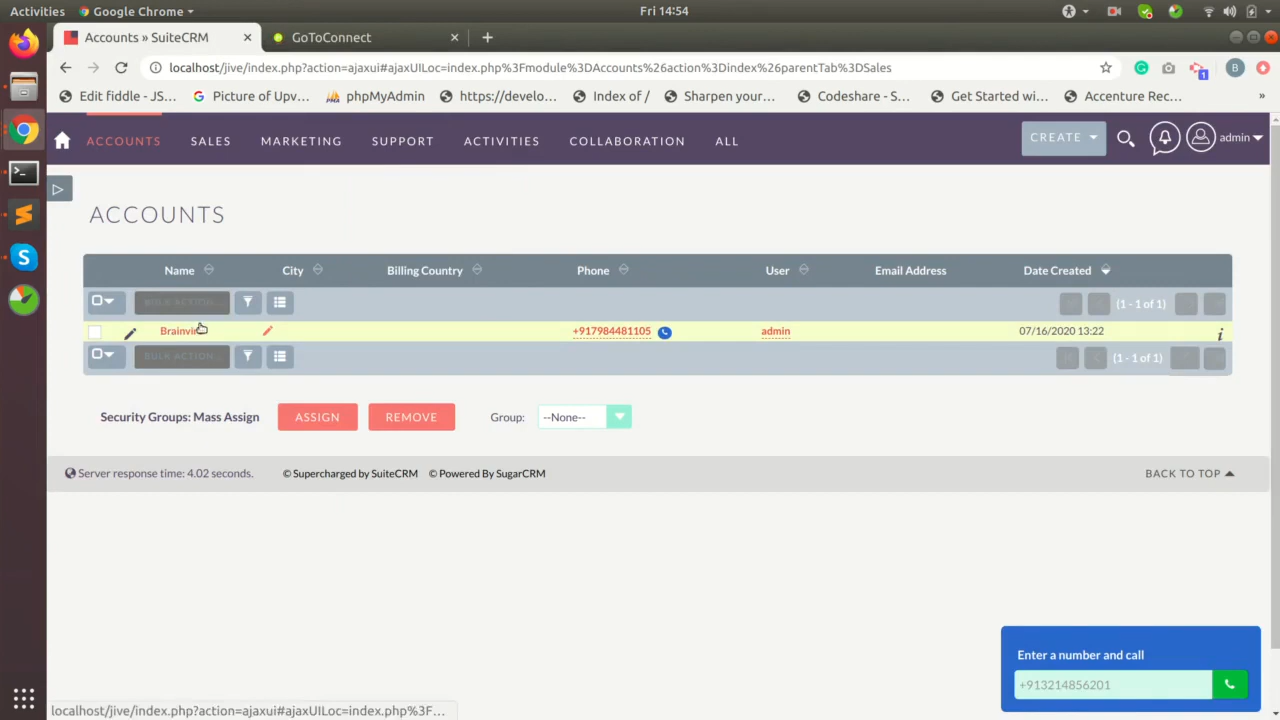 Activities Google Chrome Fri 14:54
Accounts » SuiteCRM GoToConnect
localhost/jive/index.php?action=ajaxui#ajaxUILoc=index.php%3Fmodule%3DAccounts%26action%3Dindex%26parentTab%3DSales 1 B
Edit fiddle - JS... Picture of Upv... phpMyAdmin https://develo... Index of / Sharpen your... Codeshare - S... Get Started wi... Accenture Rec... »
ACCOUNTS SALES MARKETING SUPPORT ACTIVITIES COLLABORATION ALL CREATE admin
ACCOUNTS
Name City Billing Country Phone User Email Address Date Created
BULK ACTION... (1 - 1 of 1)
+917984481105 admin 07/16/2020 13:22
BULK ACTION... (1 - 1 of 1)
Security Groups: Mass Assign ASSIGN REMOVE Group: --None--
Server response time: 4.02 seconds. © Supercharged by SuiteCRM © Powered By SugarCRM BACK TO TOP
Enter a number and call
+913214856201
localhost/jive/index.php?action=ajaxui#ajaxUILoc=index.php%3F...